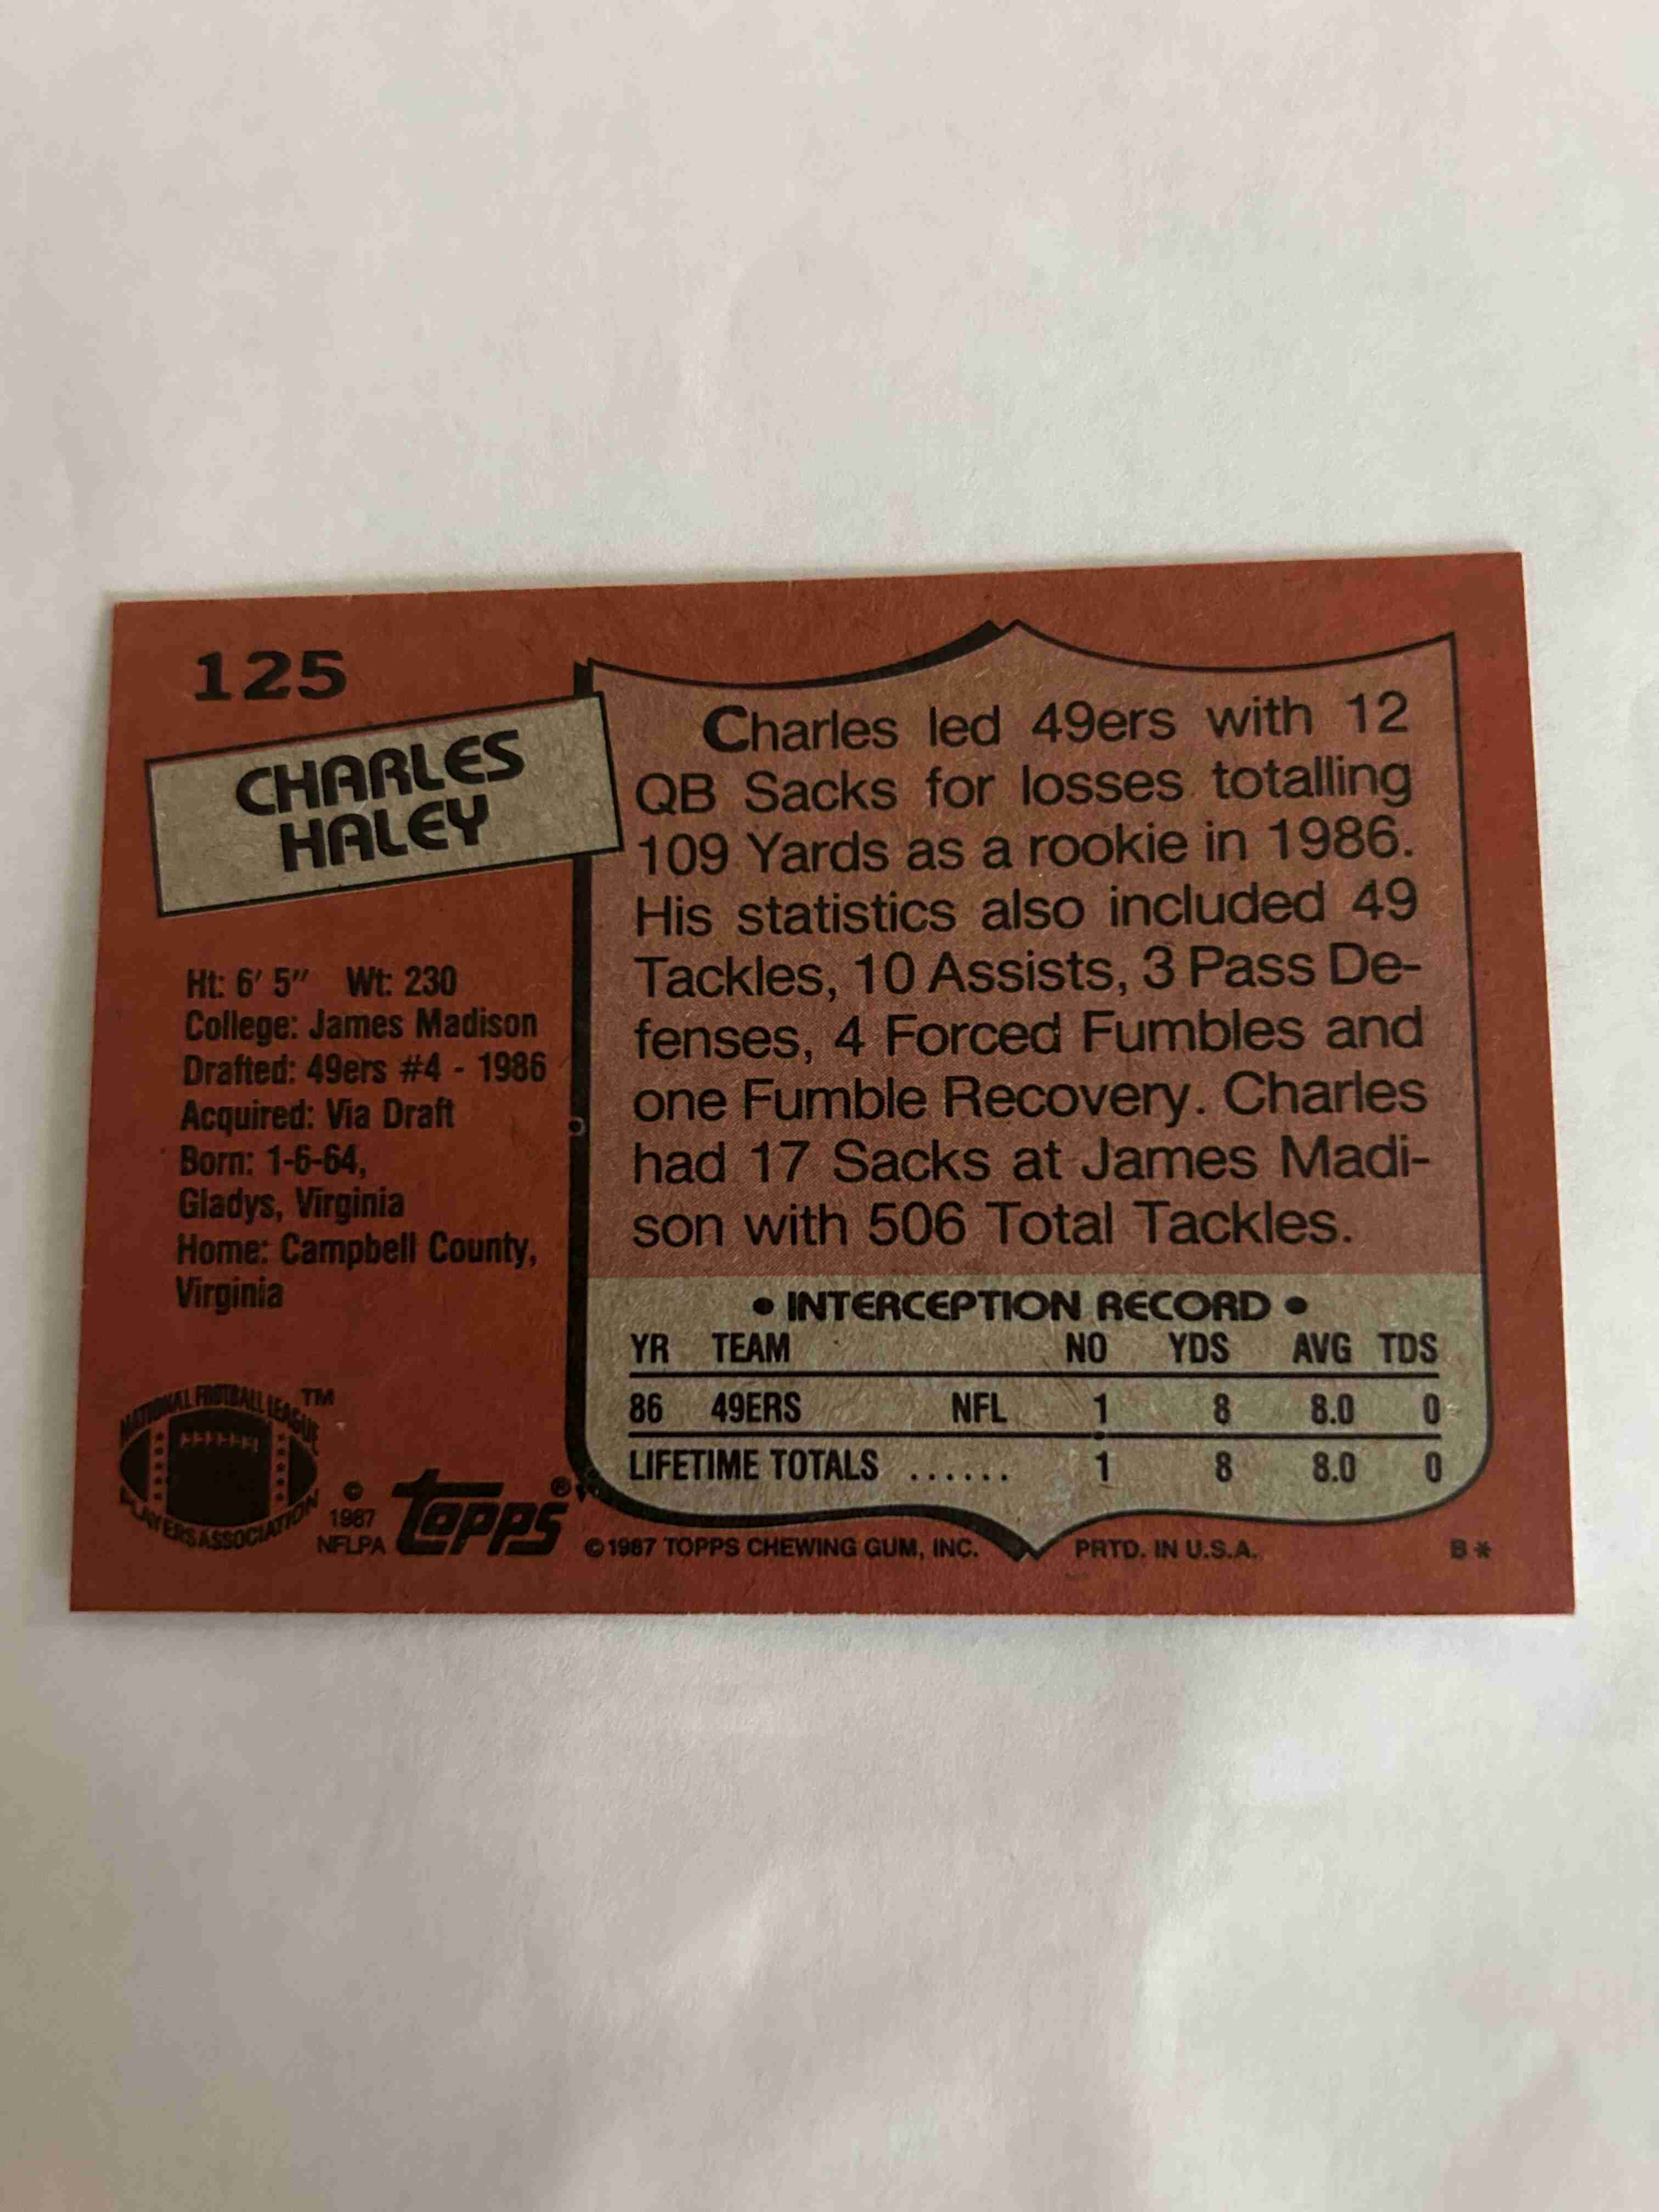 125
CHARLES
HALEY
Ht: 6' 5" Wt: 230
College: James Madison
Drafted: 49ers #4 - 1986
Acquired: Via Draft
Born: 1-6-64,
Gladys, Virginia
Home: Campbell County,
Virginia
NATIONAL FOOTBALL LEAGUE TM
PLAYERS ASSOCIATION
©
1987
NFLPA
topps®
Charles led 49ers with 12
QB Sacks for losses totalling
109 Yards as a rookie in 1986.
His statistics also included 49
Tackles, 10 Assists, 3 Pass De-
fenses, 4 Forced Fumbles and
one Fumble Recovery. Charles
had 17 Sacks at James Madi-
son with 506 Total Tackles.
• INTERCEPTION RECORD •
YR TEAM NO YDS AVG TDS
86 49ERS NFL 1 8 8.0 0
LIFETIME TOTALS ...... 1 8 8.0 0
©1987 TOPPS CHEWING GUM, INC. PRTD. IN U.S.A. B*